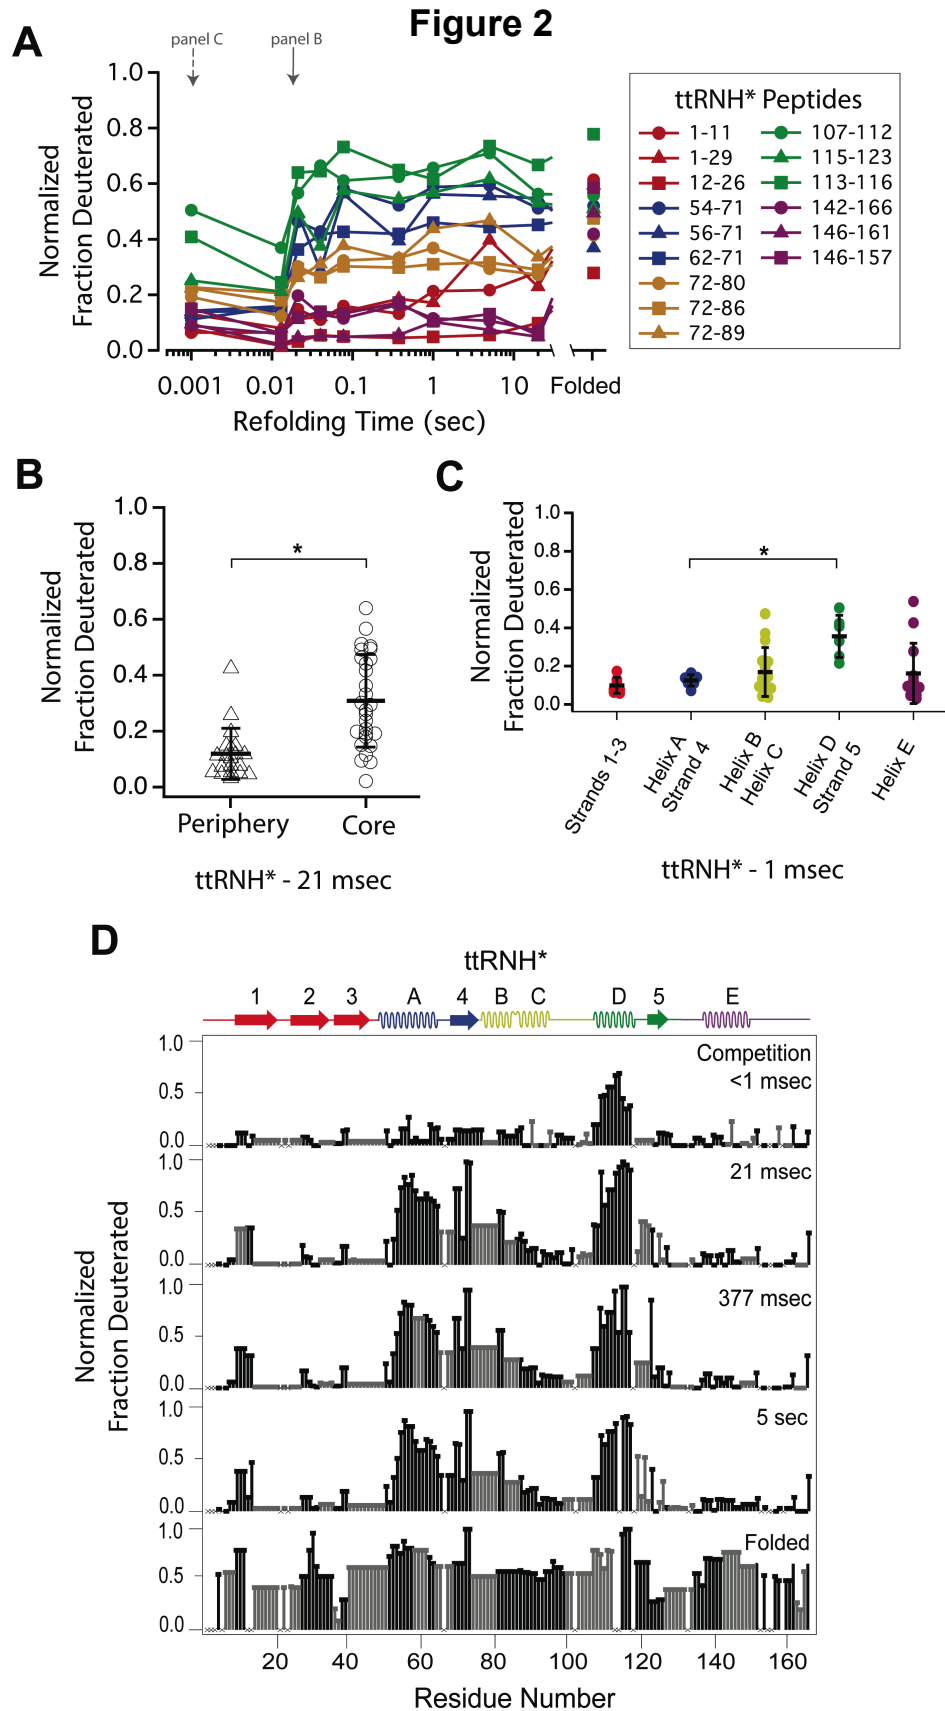 Figure 2
A
panel C
panel B
1.0
0.8
0.6
0.4
0.2
0.0
Normalized
Fraction Deuterated
0.001
0.01
0.1
1
10
Folded
Refolding Time (sec)
ttRNH* Peptides
1-11
1-29
12-26
54-71
56-71
62-71
72-80
72-86
72-89
107-112
115-123
113-116
142-166
146-161
146-157
B
1.0
0.8
0.6
0.4
0.2
0.0
Normalized
Fraction Deuterated
*
Periphery
Core
ttRNH* - 21 msec
C
1.0
0.8
0.6
0.4
0.2
0.0
Normalized
Fraction Deuterated
*
Strands 1-3
Helix A
Strand 4
Helix B
Helix C
Helix D
Strand 5
Helix E
ttRNH* - 1 msec
D
ttRNH*
1
2
3
A
4
B
C
D
5
E
Competition
<1 msec
1.0
0.5
0.0
21 msec
1.0
0.5
0.0
377 msec
1.0
0.5
0.0
5 sec
1.0
0.5
0.0
Folded
1.0
0.5
0.0
Normalized
Fraction Deuterated
20
40
60
80
100
120
140
160
Residue Number